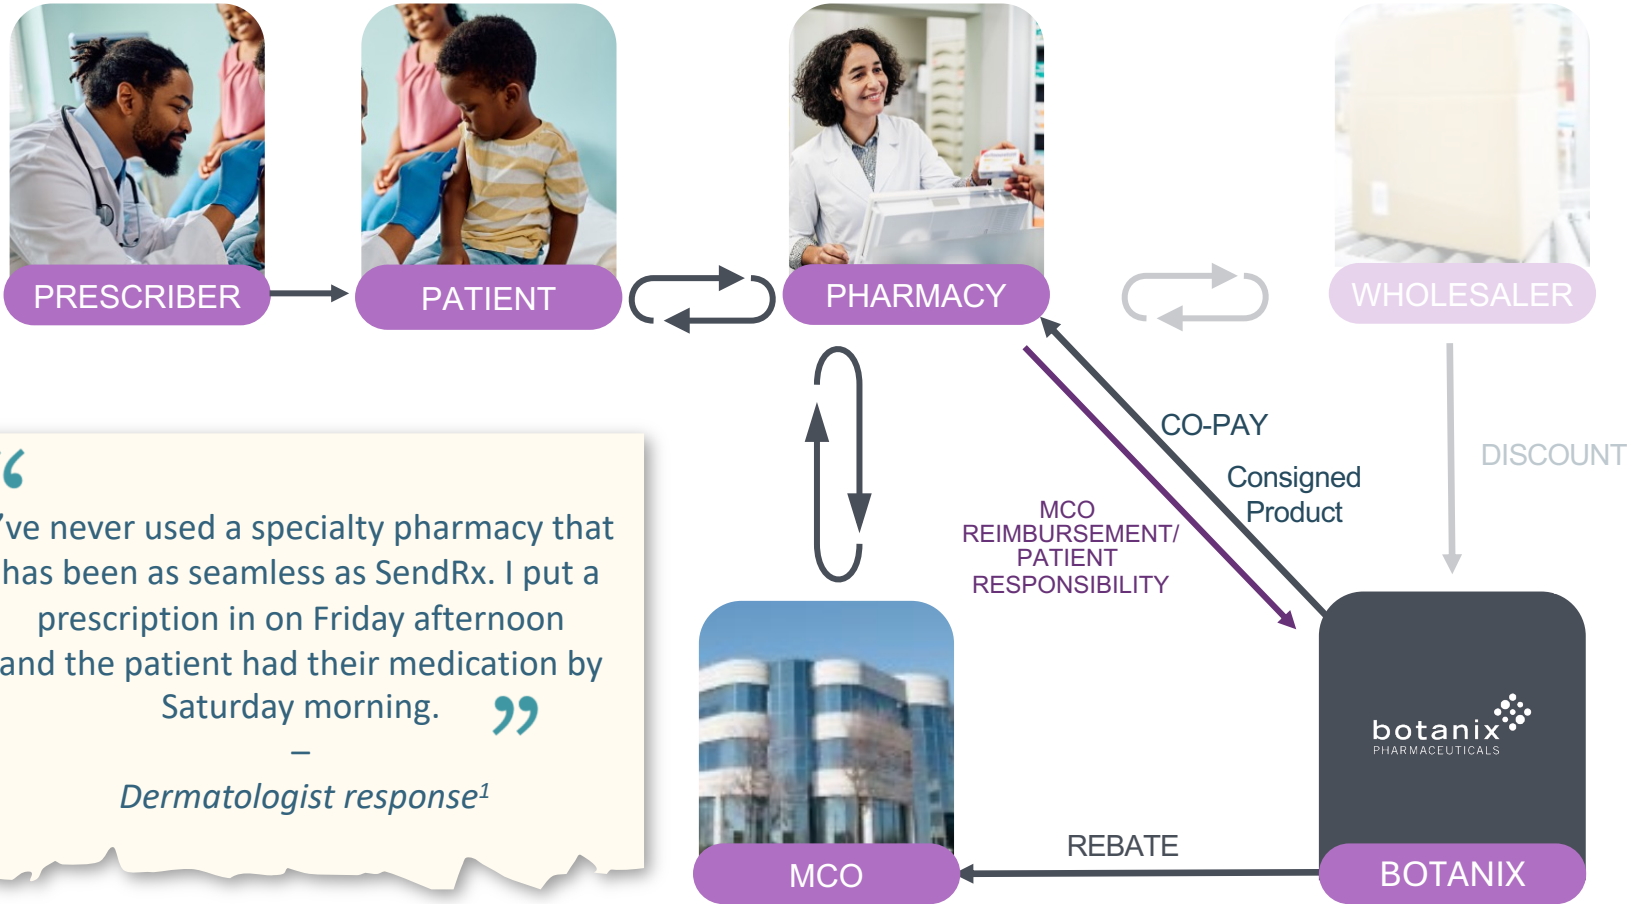 PRESCRIBER
PATIENT
PHARMACY
WHOLESALER
CO-PAY
Consigned
Product
DISCOUNT
MCO
REIMBURSEMENT/
PATIENT
RESPONSIBILITY
“
’ve never used a specialty pharmacy that
has been as seamless as SendRx. I put a
prescription in on Friday afternoon
and the patient had their medication by
Saturday morning. ”
–
Dermatologist response1
botanix
PHARMACEUTICALS
REBATE
MCO
BOTANIX